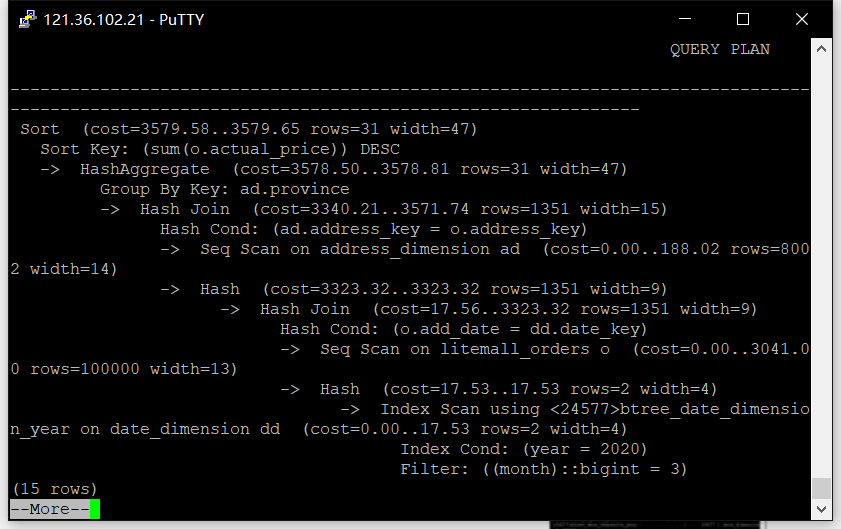 121.36.102.21 - PuTTY
QUERY PLAN
--------------------------------------------------------------------------------
---------------------------------------------------------------
Sort  (cost=3579.58..3579.65 rows=31 width=47)
Sort Key: (sum(o.actual_price)) DESC
->  HashAggregate  (cost=3578.50..3578.81 rows=31 width=47)
Group By Key: ad.province
->  Hash Join  (cost=3340.21..3571.74 rows=1351 width=15)
Hash Cond: (ad.address_key = o.address_key)
->  Seq Scan on address_dimension ad  (cost=0.00..188.02 rows=800
2 width=14)
->  Hash  (cost=3323.32..3323.32 rows=1351 width=9)
->  Hash Join  (cost=17.56..3323.32 rows=1351 width=9)
Hash Cond: (o.add_date = dd.date_key)
->  Seq Scan on litemall_orders o  (cost=0.00..3041.0
0 rows=100000 width=13)
->  Hash  (cost=17.53..17.53 rows=2 width=4)
->  Index Scan using <24577>btree_date_dimensio
n_year on date_dimension dd  (cost=0.00..17.53 rows=2 width=4)
Index Cond: (year = 2020)
Filter: ((month)::bigint = 3)
(15 rows)
--More--